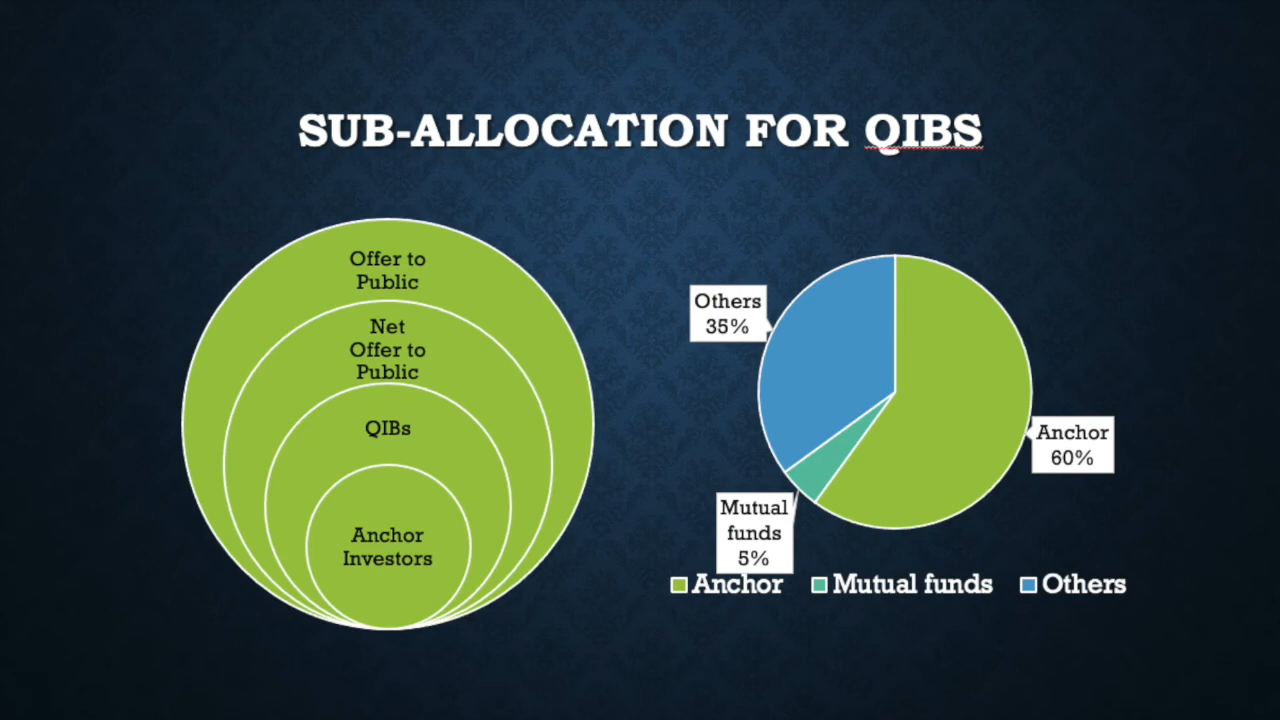 SUB-ALLOCATION FOR QIBS
Offer to
Public
Net
Offer to
Public
QIBs
Anchor
Investors
Others
35%
Anchor
60%
Mutual
funds
5%
Anchor
Mutual funds
Others